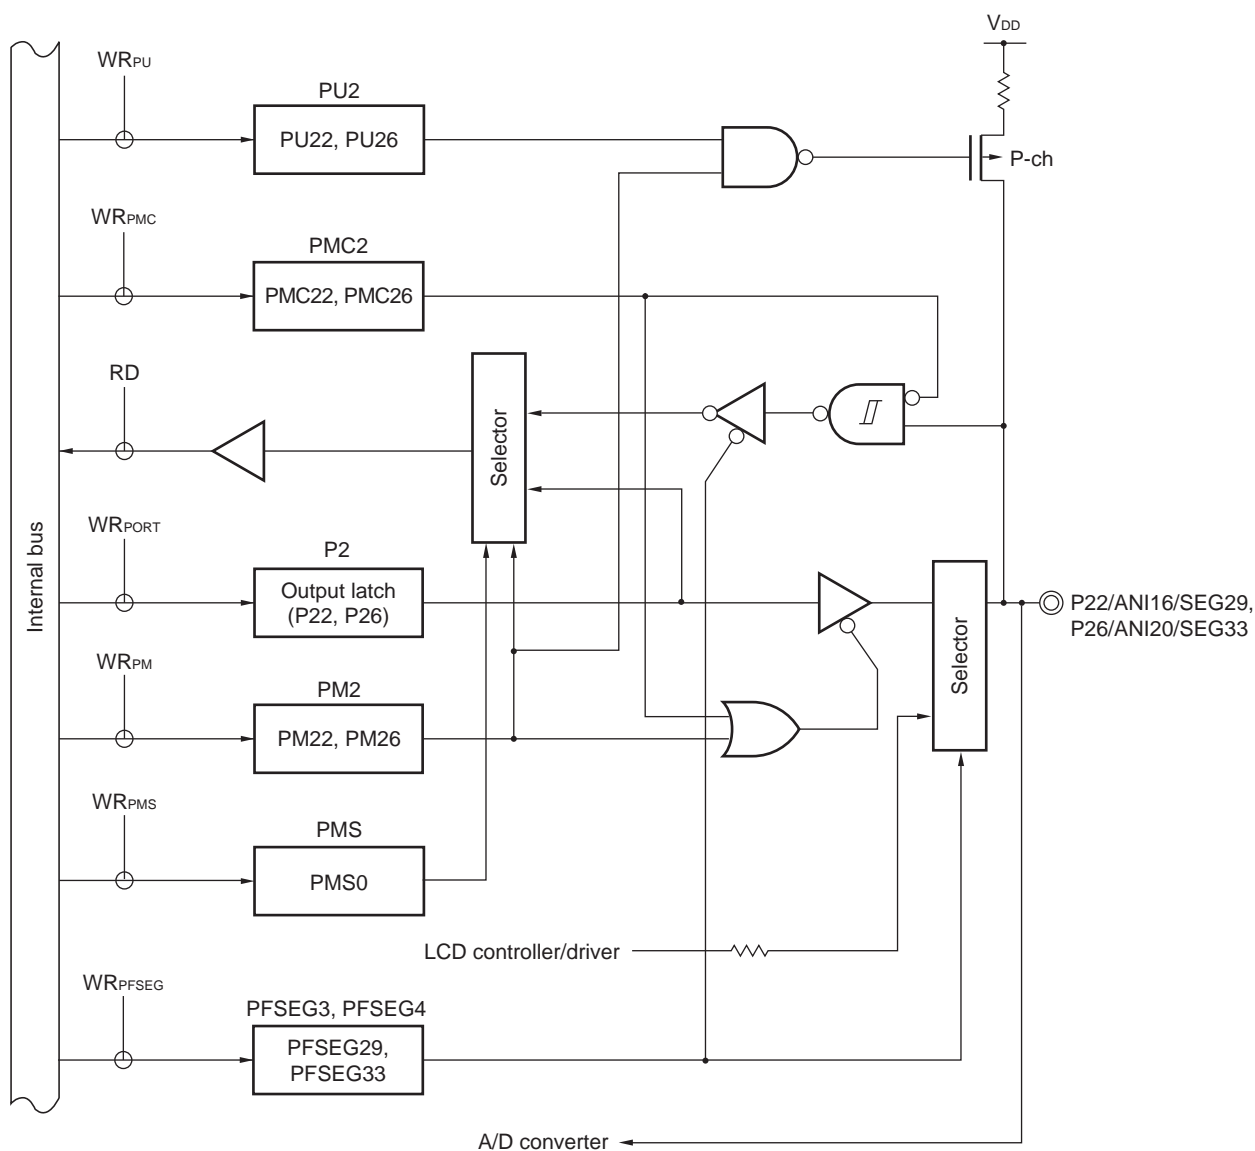 VDD
WRPU
PU2
PU22, PU26
P-ch
WRPMC
PMC2
PMC22, PMC26
RD
Selector
WRPORT
P2
Output latch
(P22, P26)
Internal bus
Selector
P22/ANI16/SEG29,
P26/ANI20/SEG33
WRPM
PM2
PM22, PM26
WRPMS
PMS
PMS0
LCD controller/driver
WRPFSEG
PFSEG3, PFSEG4
PFSEG29,
PFSEG33
A/D converter